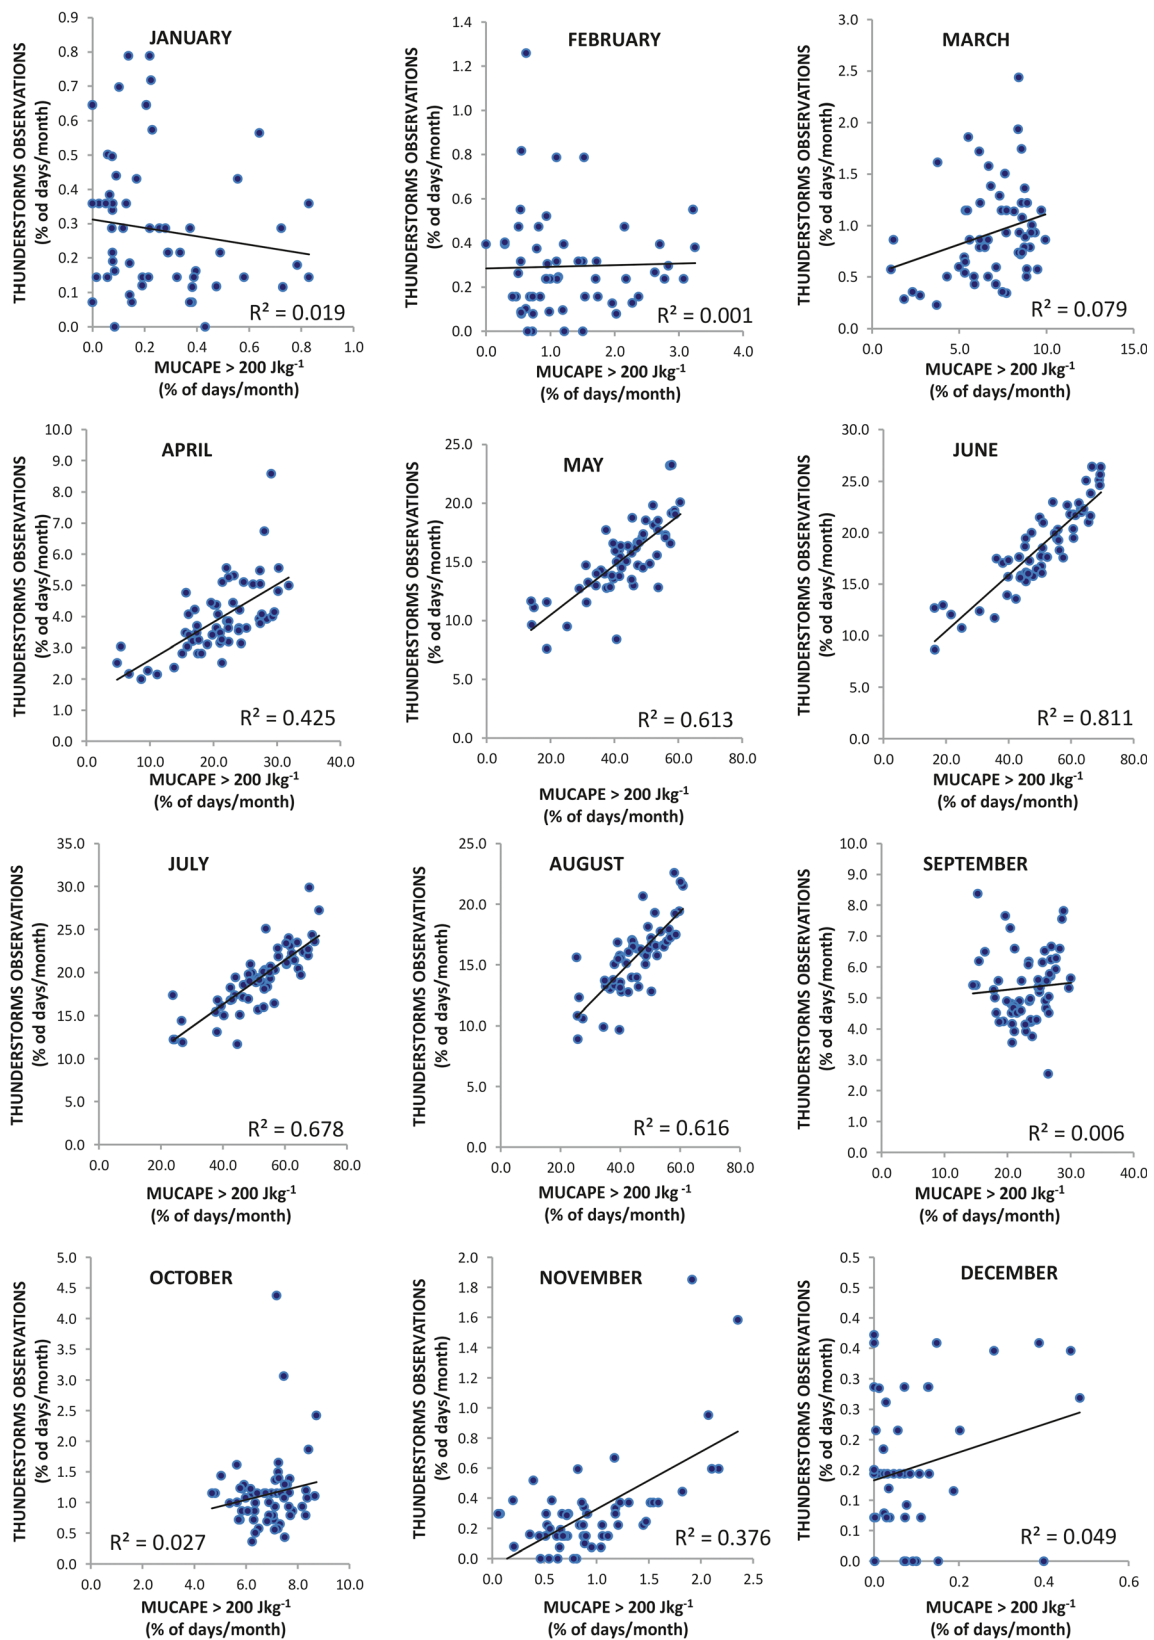 JANUARY
THUNDERSTORMS OBSERVATIONS
(% od days/month)
0.9
0.8
0.7
0.6
0.5
0.4
0.3
0.2
0.1
0.0
R² = 0.019
0.0 0.2 0.4 0.6 0.8 1.0
MUCAPE > 200 Jkg⁻¹
(% of days/month)
FEBRUARY
THUNDERSTORMS OBSERVATIONS
(% od days/month)
1.4
1.2
1.0
0.8
0.6
0.4
0.2
0.0
R² = 0.001
0.0 1.0 2.0 3.0 4.0
MUCAPE > 200 Jkg⁻¹
(% of days/month)
MARCH
THUNDERSTORMS OBSERVATIONS
(% od days/month)
3.0
2.5
2.0
1.5
1.0
0.5
0.0
R² = 0.079
0.0 5.0 10.0 15.0
MUCAPE > 200 Jkg⁻¹
(% of days/month)
APRIL
THUNDERSTORMS OBSERVATIONS
(% od days/month)
10.0
9.0
8.0
7.0
6.0
5.0
4.0
3.0
2.0
1.0
0.0
R² = 0.425
0.0 10.0 20.0 30.0 40.0
MUCAPE > 200 Jkg⁻¹
(% of days/month)
MAY
THUNDERSTORMS OBSERVATIONS
(% od days/month)
25.0
20.0
15.0
10.0
5.0
0.0
R² = 0.613
0.0 20.0 40.0 60.0 80.0
MUCAPE > 200 Jkg⁻¹
(% of days/month)
JUNE
THUNDERSTORMS OBSERVATIONS
(% od days/month)
30.0
25.0
20.0
15.0
10.0
5.0
0.0
R² = 0.811
0.0 20.0 40.0 60.0 80.0
MUCAPE > 200 Jkg⁻¹
(% of days/month)
JULY
THUNDERSTORMS OBSERVATIONS
(% od days/month)
35.0
30.0
25.0
20.0
15.0
10.0
5.0
0.0
R² = 0.678
0.0 20.0 40.0 60.0 80.0
MUCAPE > 200 Jkg⁻¹
(% of days/month)
AUGUST
THUNDERSTORMS OBSERVATIONS
(% od days/month)
25.0
20.0
15.0
10.0
5.0
0.0
R² = 0.616
0.0 20.0 40.0 60.0 80.0
MUCAPE > 200 Jkg⁻¹
(% of days/month)
SEPTEMBER
THUNDERSTORMS OBSERVATIONS
(% od days/month)
10.0
9.0
8.0
7.0
6.0
5.0
4.0
3.0
2.0
1.0
0.0
R² = 0.006
0.0 10.0 20.0 30.0 40.0
MUCAPE > 200 Jkg⁻¹
(% of days/month)
OCTOBER
THUNDERSTORMS OBSERVATIONS
(% od days/month)
5.0
4.5
4.0
3.5
3.0
2.5
2.0
1.5
1.0
0.5
0.0
R² = 0.027
0.0 2.0 4.0 6.0 8.0 10.0
MUCAPE > 200 Jkg⁻¹
(% of days/month)
NOVEMBER
THUNDERSTORMS OBSERVATIONS
(% od days/month)
2.0
1.8
1.6
1.4
1.2
1.0
0.8
0.6
0.4
0.2
0.0
R² = 0.376
0.0 0.5 1.0 1.5 2.0 2.5
MUCAPE > 200 Jkg⁻¹
(% of days/month)
DECEMBER
THUNDERSTORMS OBSERVATIONS
(% od days/month)
0.5
0.5
0.4
0.4
0.3
0.3
0.2
0.2
0.1
0.1
0.0
R² = 0.049
0.0 0.2 0.4 0.6
MUCAPE > 200 Jkg⁻¹
(% of days/month)